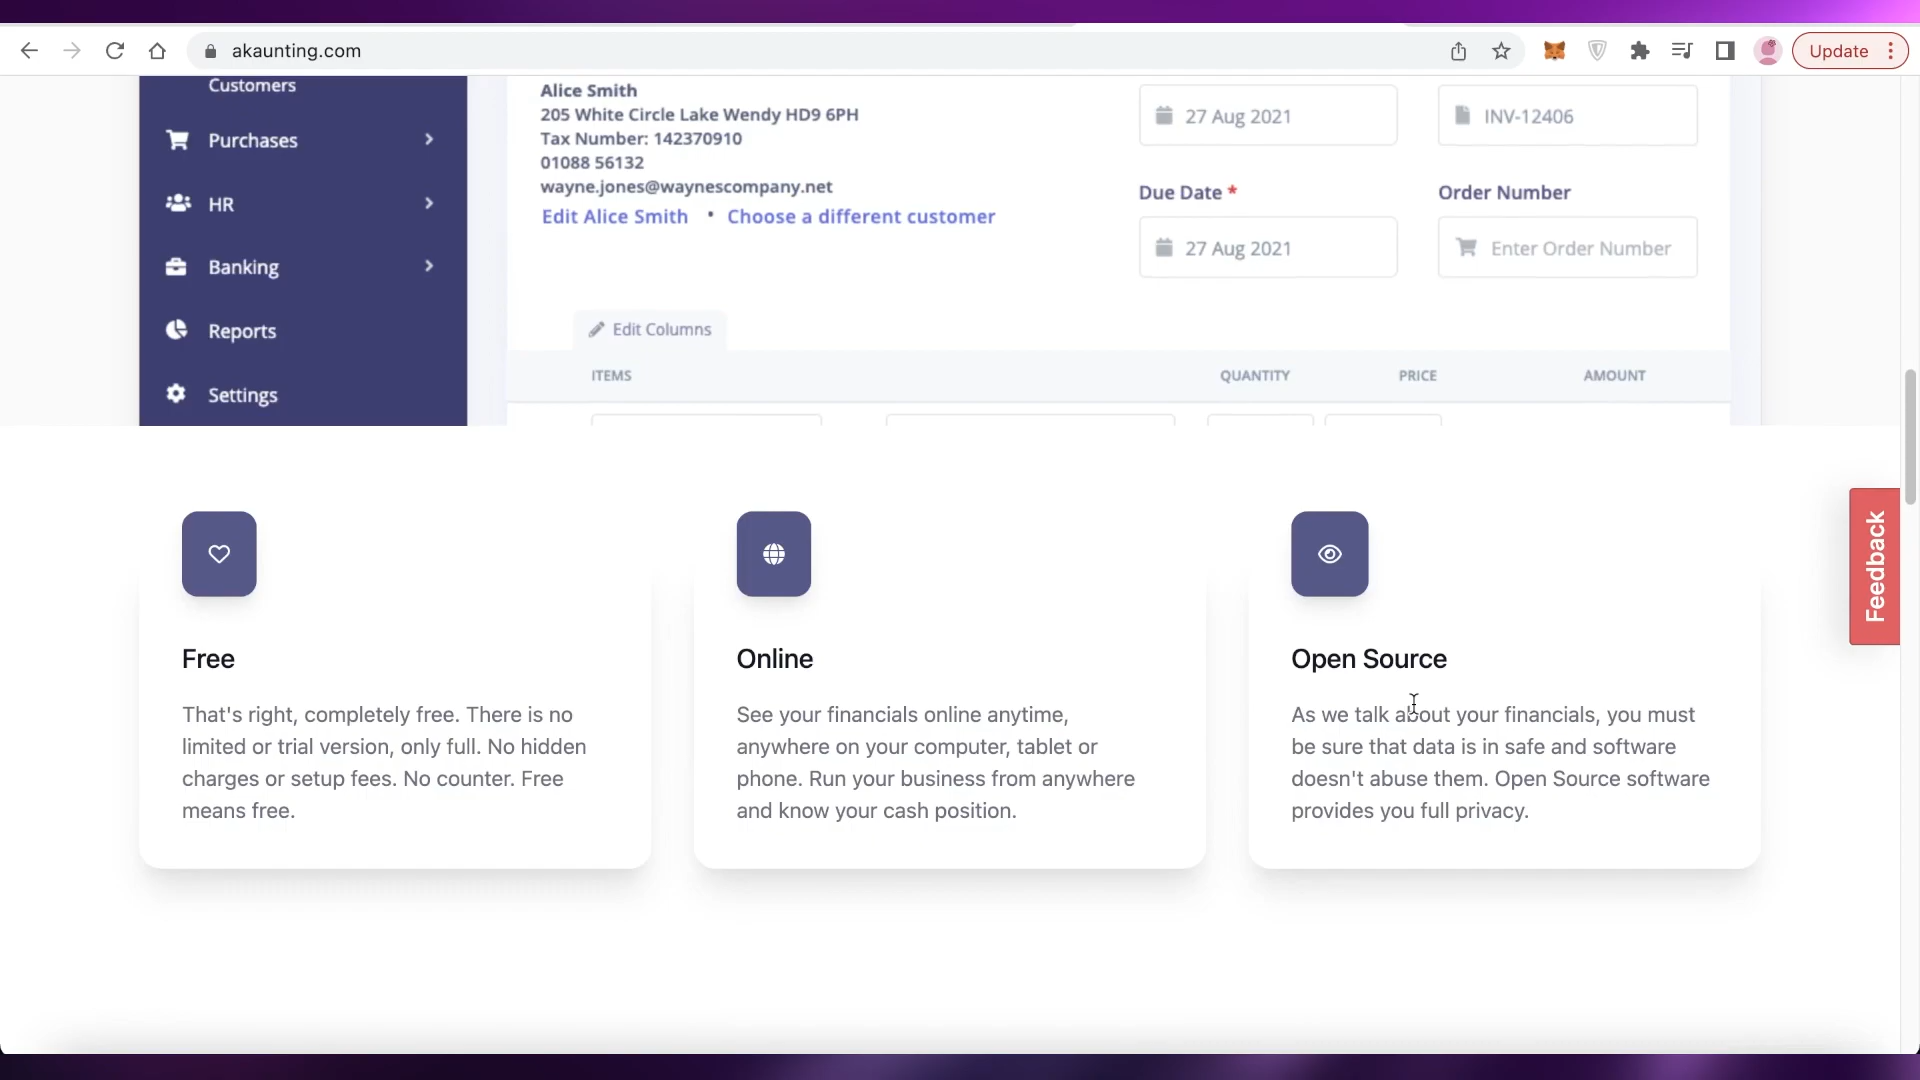 akaunting.com
Update
Customers
Purchases
HR
Banking
Reports
Settings
Alice Smith
205 White Circle Lake Wendy HD9 6PH
Tax Number: 142370910
01088 56132
wayne.jones@waynescompany.net
Edit Alice Smith • Choose a different customer
27 Aug 2021
INV-12406
Due Date *
Order Number
27 Aug 2021
Enter Order Number
Edit Columns
ITEMS QUANTITY PRICE AMOUNT
Feedback
Free
That's right, completely free. There is no
limited or trial version, only full. No hidden
charges or setup fees. No counter. Free
means free.
Online
See your financials online anytime,
anywhere on your computer, tablet or
phone. Run your business from anywhere
and know your cash position.
Open Source
As we talk about your financials, you must
be sure that data is in safe and software
doesn't abuse them. Open Source software
provides you full privacy.